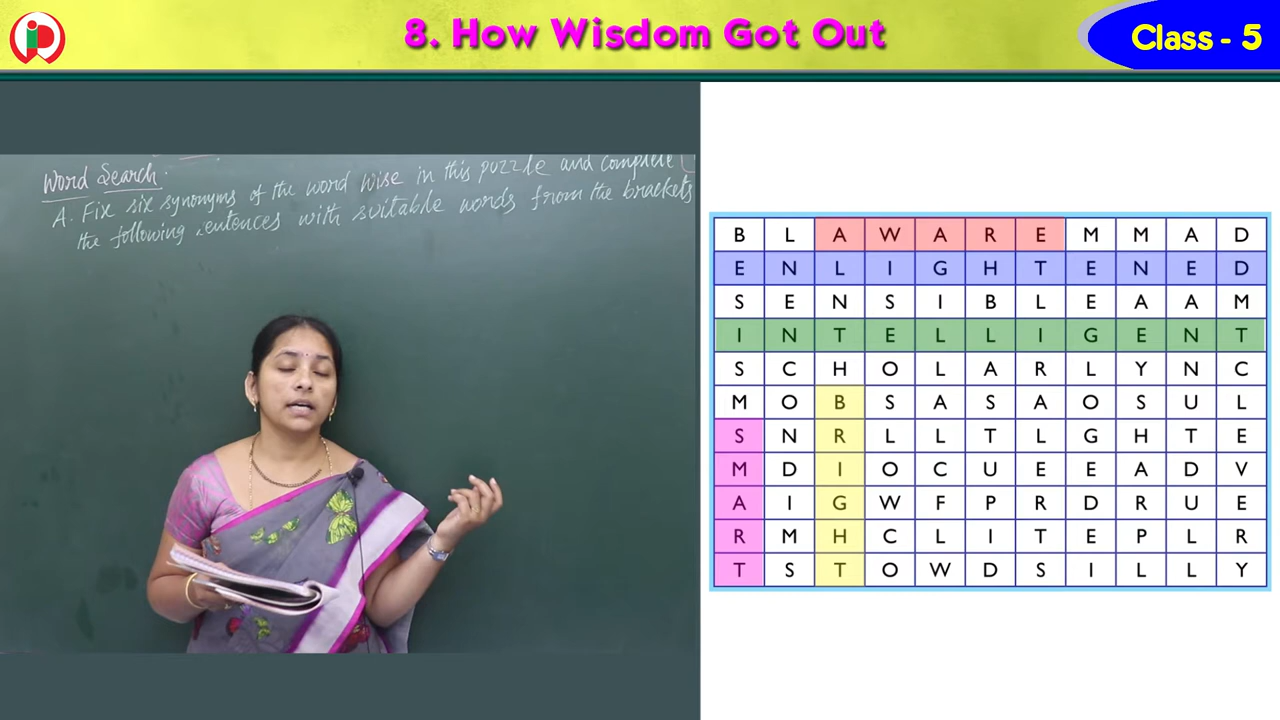 8. How Wisdom Got Out
Class - 5
Word Search.
A. Fix six synonyms of the word wise in this puzzle and complete
the following sentences with suitable words from the brackets
B L A W A R E M M A D
E N L I G H T E N E D
S E N S I B L E A A M
I N T E L L I G E N T
S C H O L A R L Y N C
M O B S A S A O S U L
S N R L L T L G H T E
M D I O C U E E A D V
A I G W F P R D R U E
R M H C L I T E P L R
T S T O W D S I L L Y